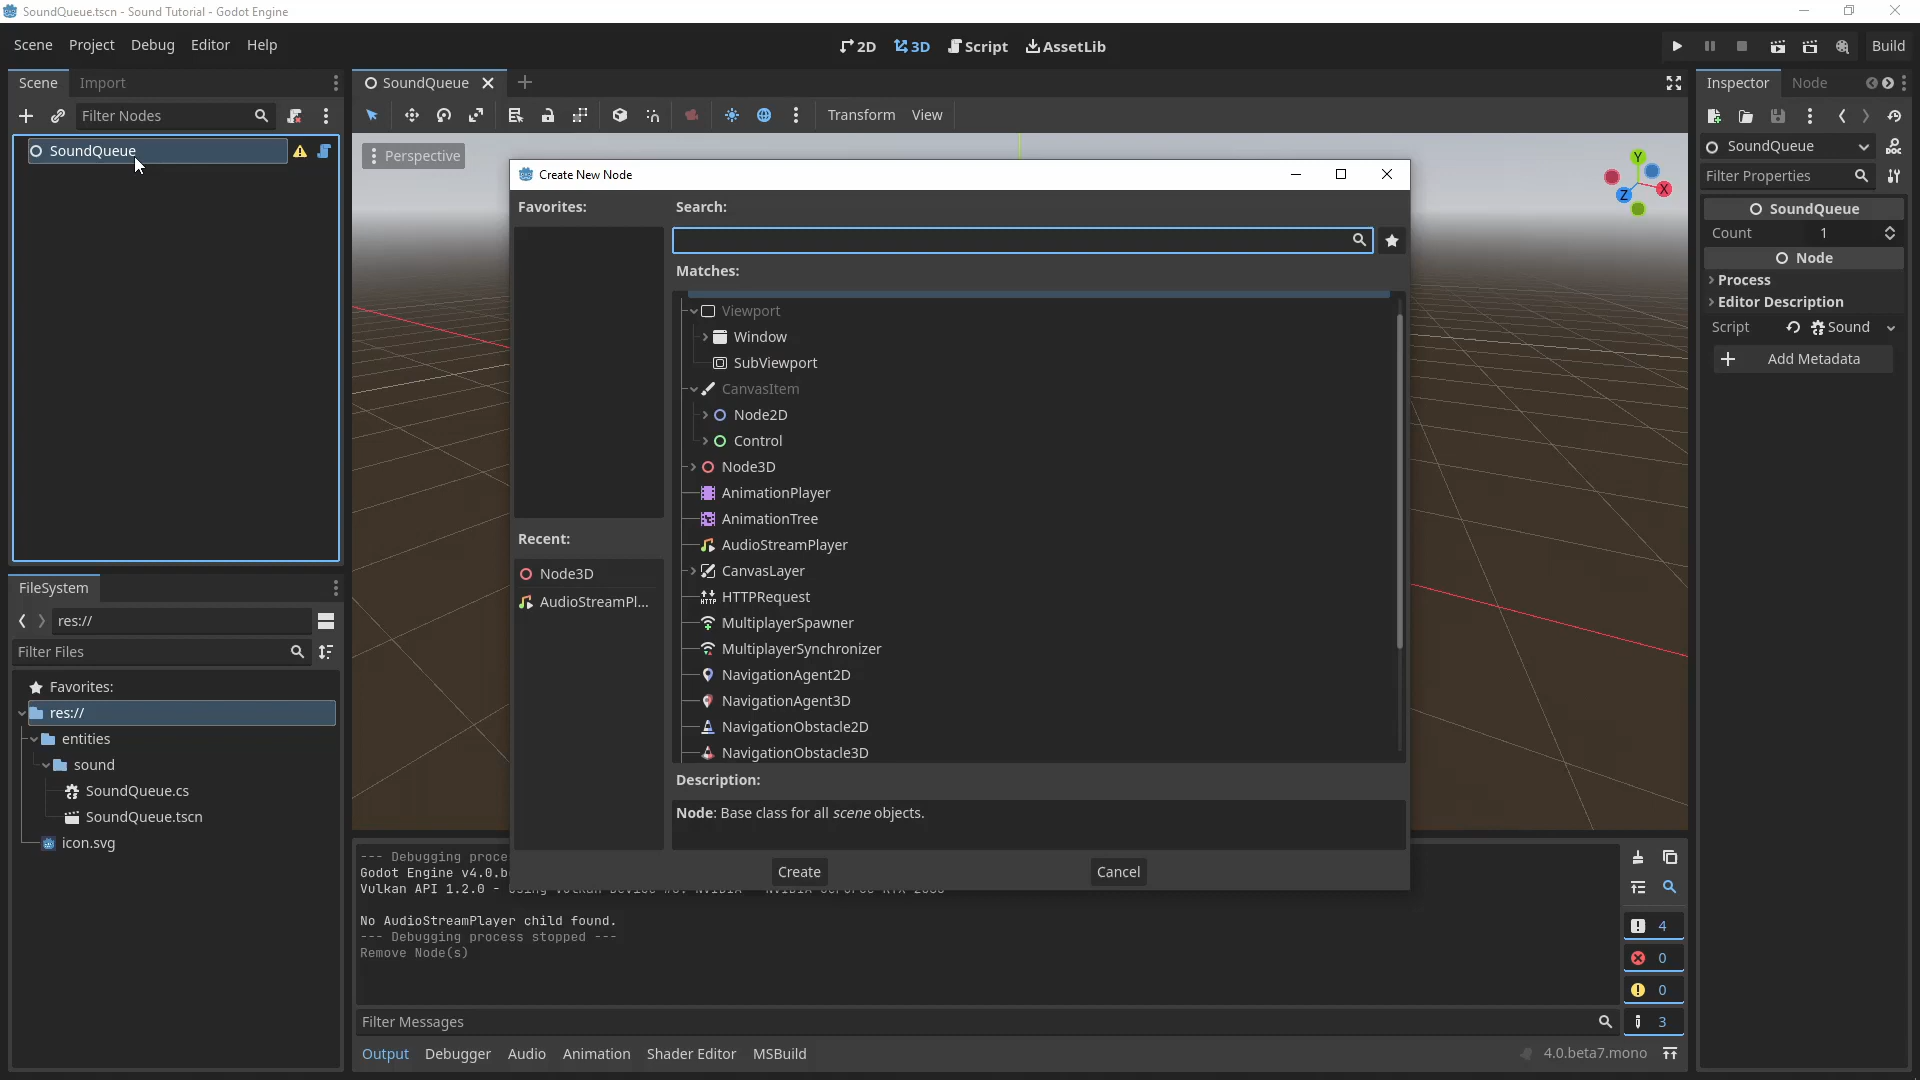 SoundQueue.tscn - Sound Tutorial - Godot Engine
Scene Project Debug Editor Help
2D 3D Script AssetLib
Build
Scene Import
Filter Nodes
SoundQueue
SoundQueue
Transform View
Perspective
Y
X
Z
Create New Node
Favorites:
Search:
Matches:
Viewport
Window
SubViewport
CanvasItem
Node2D
Control
Node3D
AnimationPlayer
AnimationTree
AudioStreamPlayer
CanvasLayer
HTTPRequest
MultiplayerSpawner
MultiplayerSynchronizer
NavigationAgent2D
NavigationAgent3D
NavigationObstacle2D
NavigationObstacle3D
Recent:
Node3D
AudioStreamPl...
Description:
Node: Base class for all scene objects.
Create Cancel
Inspector Node
SoundQueue
DOC
Filter Properties
SoundQueue
Count 1
Node
Process
Editor Description
Script Sound
Add Metadata
FileSystem
res://
Filter Files
Favorites:
res://
entities
sound
SoundQueue.cs
SoundQueue.tscn
icon.svg
--- Debugging proce
Godot Engine v4.0.b
Vulkan API 1.2.0 -
No AudioStreamPlayer child found.
--- Debugging process stopped ---
Remove Node(s)
4
0
0
3
Filter Messages
Output Debugger Audio Animation Shader Editor MSBuild
4.0.beta7.mono